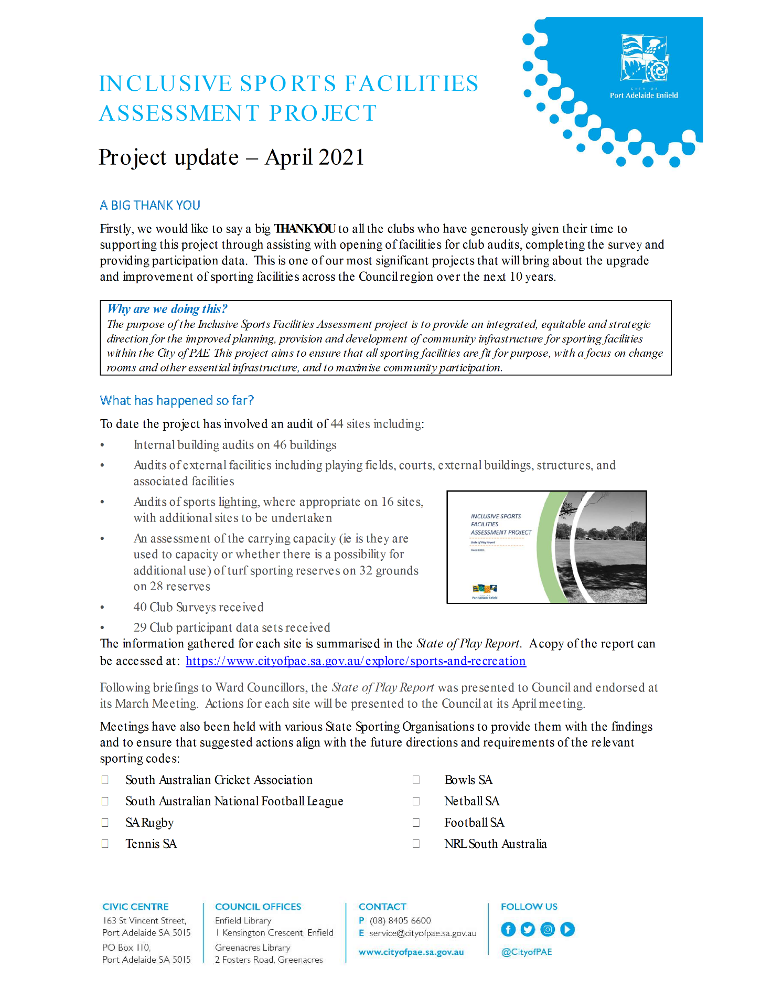 CITY OF
Port Adelaide Enfield
INCLUSIVE SPORTS FACILITIES
ASSESSMENT PROJECT
Project update – April 2021
A BIG THANK YOU
Firstly, we would like to say a big THANKYOU to all the clubs who have generously given their time to
supporting this project through assisting with opening of facilities for club audits, completing the survey and
providing participation data. This is one of our most significant projects that will bring about the upgrade
and improvement of sporting facilities across the Council region over the next 10 years.
Why are we doing this?
The purpose of the Inclusive Sports Facilities Assessment project is to provide an integrated, equitable and strategic
direction for the improved planning, provision and development of community infrastructure for sporting facilities
within the City of PAE. This project aims to ensure that all sporting facilities are fit for purpose, with a focus on change
rooms and other essential infrastructure, and to maximise community participation.
What has happened so far?
To date the project has involved an audit of 44 sites including:
• Internal building audits on 46 buildings
• Audits of external facilities including playing fields, courts, external buildings, structures, and
associated facilities
• Audits of sports lighting, where appropriate on 16 sites,
with additional sites to be undertaken
• An assessment of the carrying capacity (ie is they are
used to capacity or whether there is a possibility for
additional use) of turf sporting reserves on 32 grounds
on 28 reserves
• 40 Club Surveys received
• 29 Club participant data sets received
INCLUSIVE SPORTS
FACILITIES
ASSESSMENT PROJECT
State of Play Report
MARCH 2021
CITY OF
Port Adelaide Enfield
The information gathered for each site is summarised in the State of Play Report. A copy of the report can
be accessed at: https://www.cityofpae.sa.gov.au/explore/sports-and-recreation
Following briefings to Ward Councillors, the State of Play Report was presented to Council and endorsed at
its March Meeting. Actions for each site will be presented to the Council at its April meeting.
Meetings have also been held with various State Sporting Organisations to provide them with the findings
and to ensure that suggested actions align with the future directions and requirements of the relevant
sporting codes:
South Australian Cricket Association
South Australian National Football League
SA Rugby
Tennis SA
Bowls SA
Netball SA
Football SA
NRL South Australia
CIVIC CENTRE
163 St Vincent Street,
Port Adelaide SA 5015
PO Box 110,
Port Adelaide SA 5015
COUNCIL OFFICES
Enfield Library
1 Kensington Crescent, Enfield
Greenacres Library
2 Fosters Road, Greenacres
CONTACT
P (08) 8405 6600
E service@cityofpae.sa.gov.au
www.cityofpae.sa.gov.au
FOLLOW US
@CityofPAE